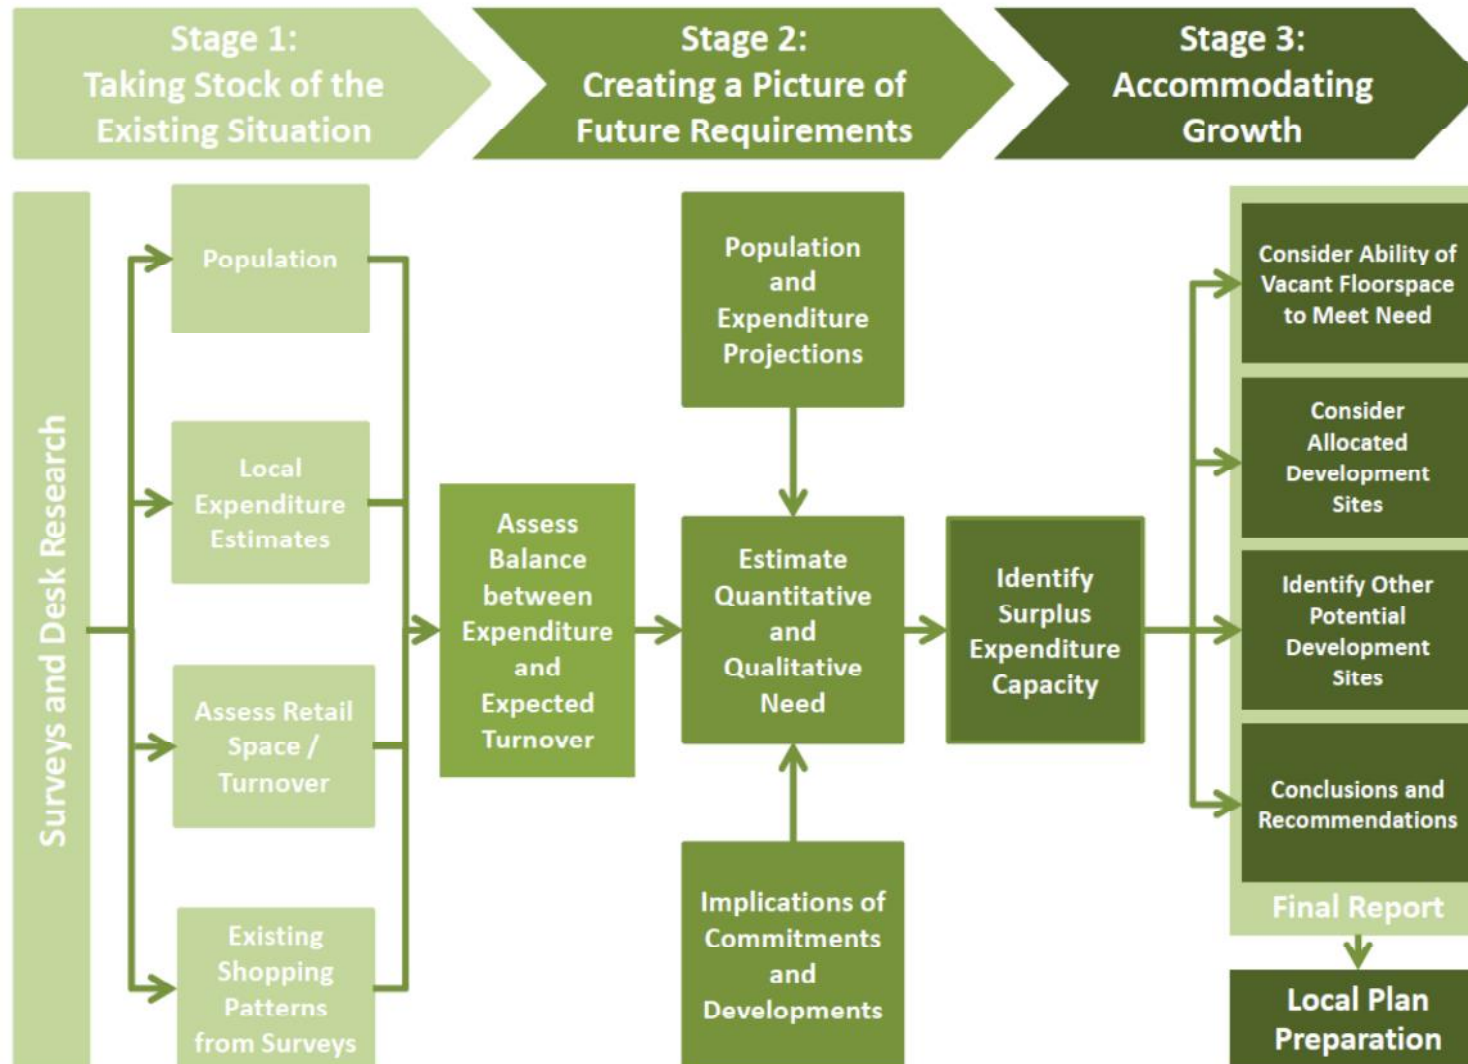 Stage 1:
Taking Stock of the
Existing Situation
Stage 2:
Creating a Picture of
Future Requirements
Stage 3:
Accommodating
Growth
Surveys and Desk Research
Population
Local
Expenditure
Estimates
Assess Retail
Space /
Turnover
Existing
Shopping
Patterns
from Surveys
Assess
Balance
between
Expenditure
and
Expected
Turnover
Population
and
Expenditure
Projections
Estimate
Quantitative
and
Qualitative
Need
Implications of
Commitments
and
Developments
Identify
Surplus
Expenditure
Capacity
Consider Ability of
Vacant Floorspace
to Meet Need
Consider
Allocated
Development
Sites
Identify Other
Potential
Development
Sites
Conclusions and
Recommendations
Final Report
Local Plan
Preparation